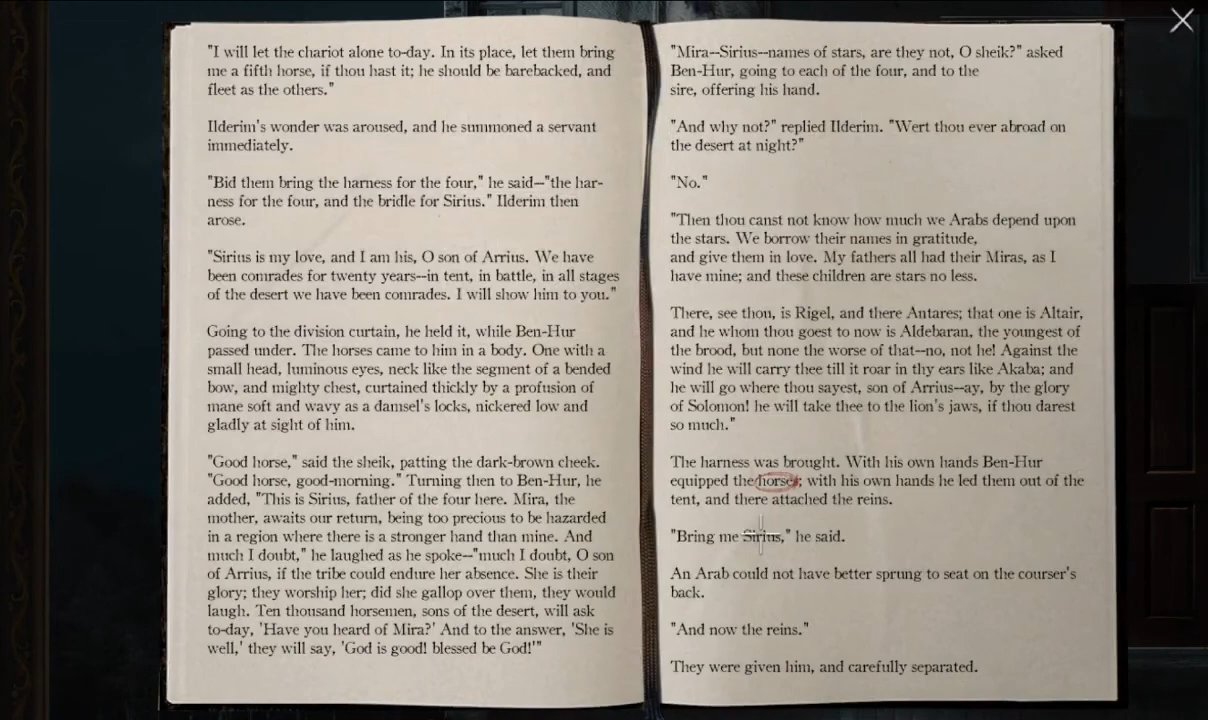 "I will let the chariot alone to-day. In its place, let them bring
me a fifth horse, if thou hast it; he should be barebacked, and
fleet as the others."
Ilderim's wonder was aroused, and he summoned a servant
immediately.
"Bid them bring the harness for the four," he said--"the har-
ness for the four, and the bridle for Sirius." Ilderim then
arose.
"Sirius is my love, and I am his, O son of Arrius. We have
been comrades for twenty years--in tent, in battle, in all stages
of the desert we have been comrades. I will show him to you."
Going to the division curtain, he held it, while Ben-Hur
passed under. The horses came to him in a body. One with a
small head, luminous eyes, neck like the segment of a bended
bow, and mighty chest, curtained thickly by a profusion of
mane soft and wavy as a damsel's locks, nickered low and
gladly at sight of him.
"Good horse," said the sheik, patting the dark-brown cheek.
"Good horse, good-morning." Turning then to Ben-Hur, he
added, "This is Sirius, father of the four here. Mira, the
mother, awaits our return, being too precious to be hazarded
in a region where there is a stronger hand than mine. And
much I doubt," he laughed as he spoke--"much I doubt, O son
of Arrius, if the tribe could endure her absence. She is their
glory; they worship her; did she gallop over them, they would
laugh. Ten thousand horsemen, sons of the desert, will ask
to-day, 'Have you heard of Mira?' And to the answer, 'She is
well,' they will say, 'God is good! blessed be God!'"
"Mira--Sirius--names of stars, are they not, O sheik?" asked
Ben-Hur, going to each of the four, and to the
sire, offering his hand.
"And why not?" replied Ilderim. "Wert thou ever abroad on
the desert at night?"
"No."
"Then thou canst not know how much we Arabs depend upon
the stars. We borrow their names in gratitude,
and give them in love. My fathers all had their Miras, as I
have mine; and these children are stars no less.
There, see thou, is Rigel, and there Antares; that one is Altair,
and he whom thou goest to now is Aldebaran, the youngest of
the brood, but none the worse of that--no, not he! Against the
wind he will carry thee till it roar in thy ears like Akaba; and
he will go where thou sayest, son of Arrius--ay, by the glory
of Solomon! he will take thee to the lion's jaws, if thou darest
so much."
The harness was brought. With his own hands Ben-Hur
equipped the horses; with his own hands he led them out of the
tent, and there attached the reins.
"Bring me Sirius," he said.
An Arab could not have better sprung to seat on the courser's
back.
"And now the reins."
They were given him, and carefully separated.